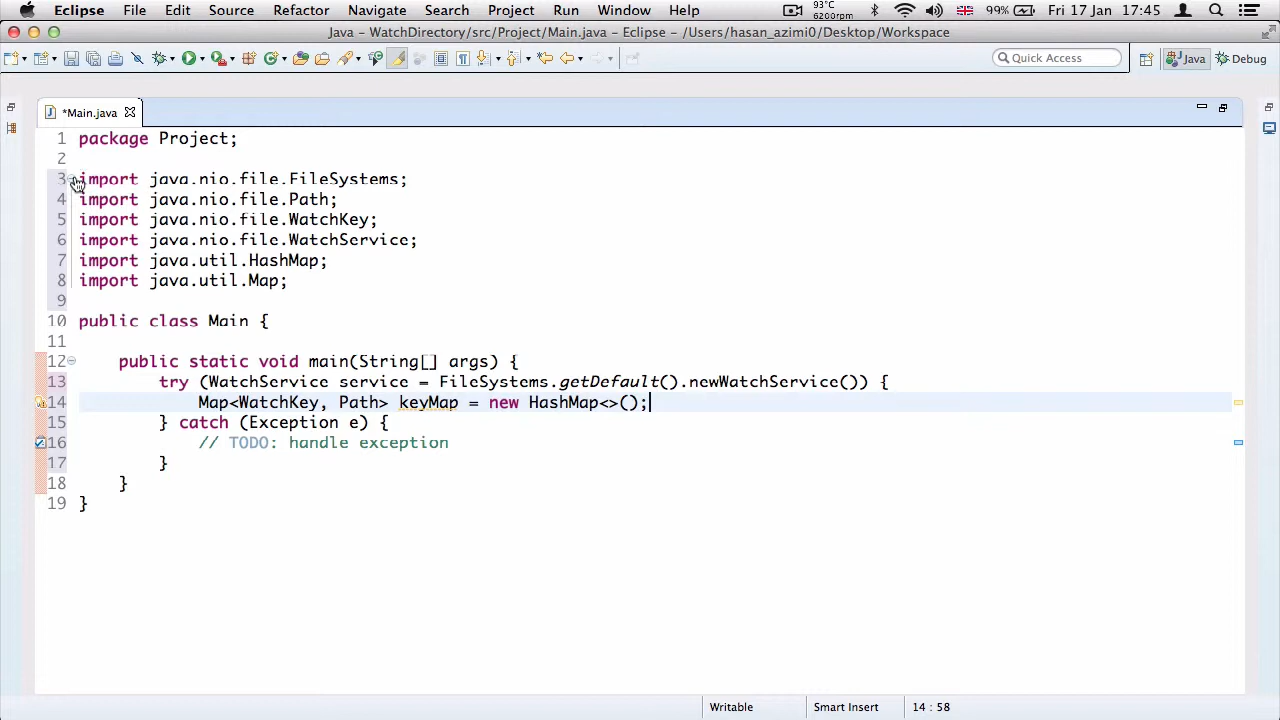 Eclipse File Edit Source Refactor Navigate Search Project Run Window Help 93°C 6200rpm 99% Fri 17 Jan 17:45
Java - WatchDirectory/src/Project/Main.java - Eclipse - /Users/hasan_azimi0/Desktop/Workspace
Quick Access Java Debug
*Main.java
1 package Project;
2
3 import java.nio.file.FileSystems;
4 import java.nio.file.Path;
5 import java.nio.file.WatchKey;
6 import java.nio.file.WatchService;
7 import java.util.HashMap;
8 import java.util.Map;
9
10 public class Main {
11
12 public static void main(String[] args) {
13 try (WatchService service = FileSystems.getDefault().newWatchService()) {
14 Map<WatchKey, Path> keyMap = new HashMap<>();
15 } catch (Exception e) {
16 // TODO: handle exception
17 }
18 }
19 }
Writable Smart Insert 14 : 58